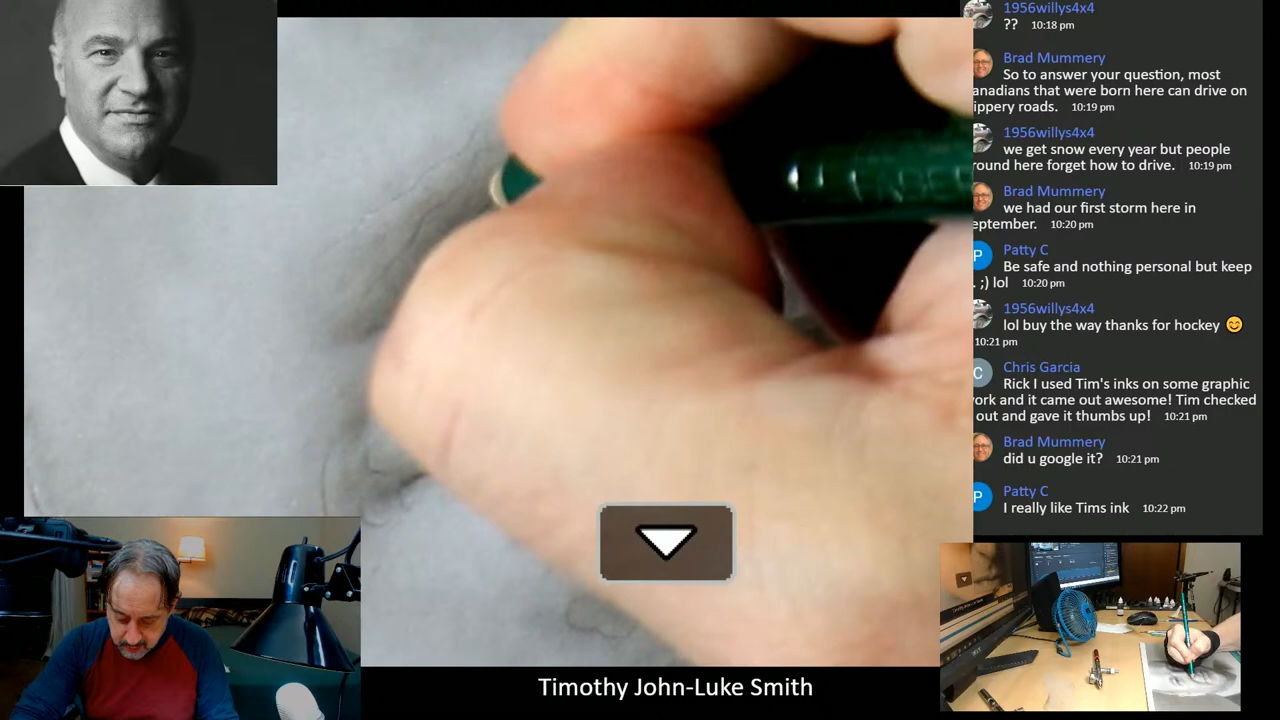 1956willys4x4
?? 10:18 pm
Brad Mummery
So to answer your question, most
anadians that were born here can drive on
ippery roads. 10:19 pm
1956willys4x4
we get snow every year but people
ound here forget how to drive. 10:19 pm
Brad Mummery
we had our first storm here in
eptember. 10:20 pm
Patty C
Be safe and nothing personal but keep
. ;) lol 10:20 pm
1956willys4x4
lol buy the way thanks for hockey 😊
10:21 pm
Chris Garcia
Rick I used Tim's inks on some graphic
ork and it came out awesome! Tim checked
out and gave it thumbs up! 10:21 pm
Brad Mummery
did u google it? 10:21 pm
Patty C
I really like Tims ink 10:22 pm
Timothy John-Luke Smith